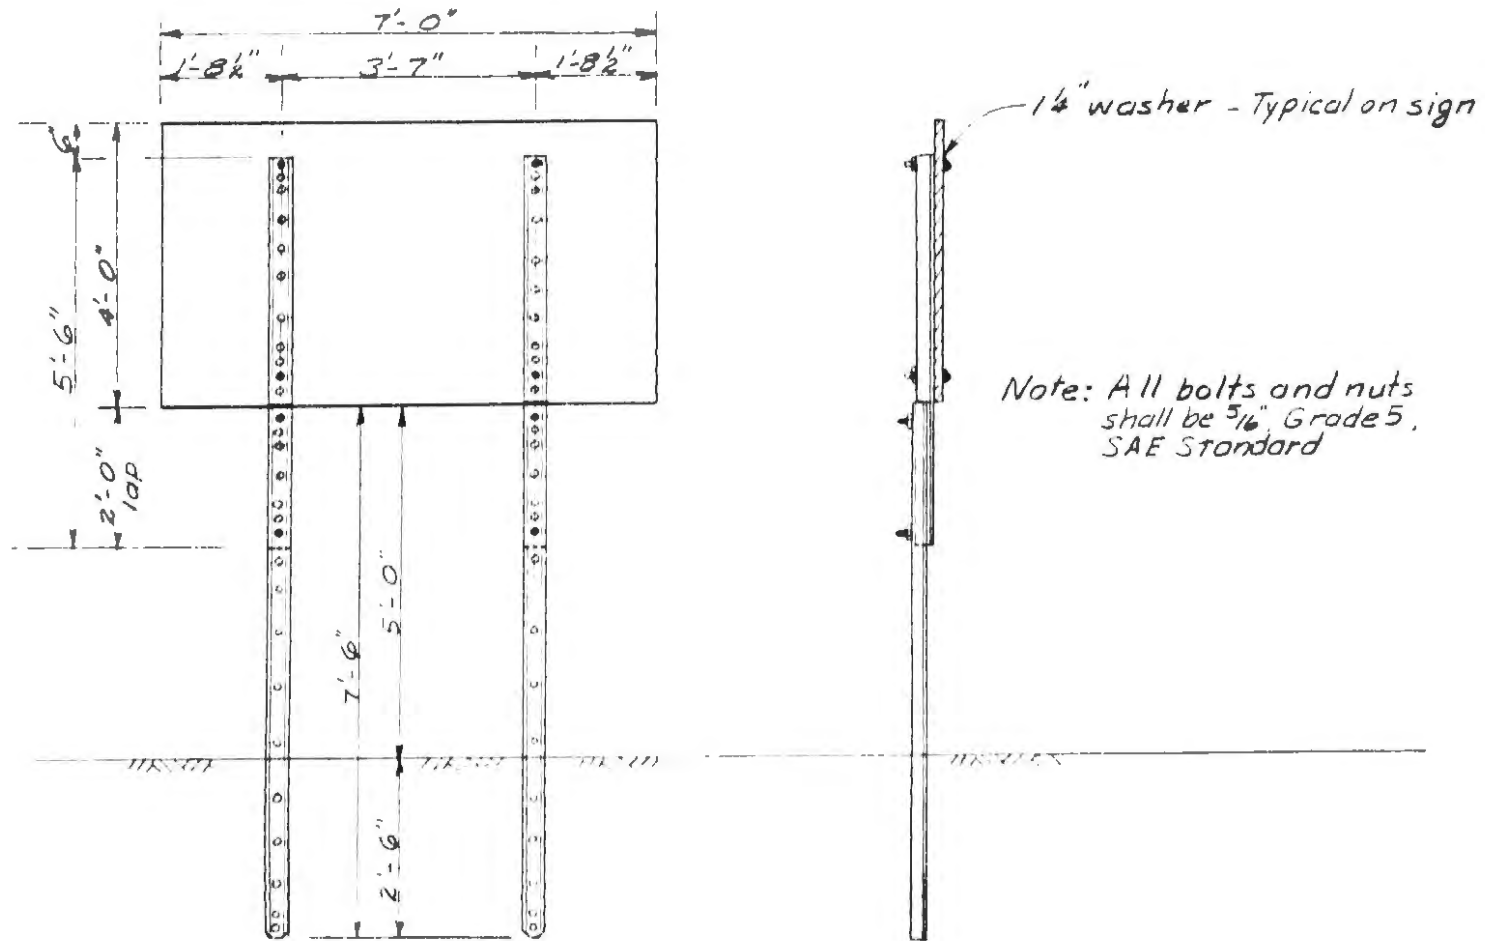 7'-0"
1'-8½" 3'-7" 1'-8½"
1¼" washer - Typical on sign
6"
4'-0"
5'-6"
Note: All bolts and nuts
shall be 5/16", Grade 5,
SAE Standard
2'-0"
lap
5'-0"
7'-6"
2'-6"